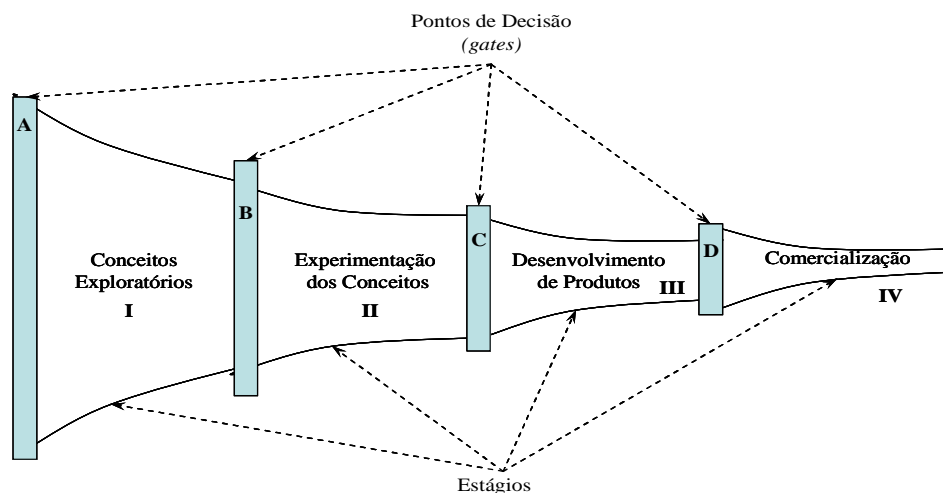 Pontos de Decisão
(gates)
A
B
C
D
Conceitos
Exploratórios
I
Experimentação
dos Conceitos
II
Desenvolvimento
de Produtos
III
Comercialização
IV
Estágios